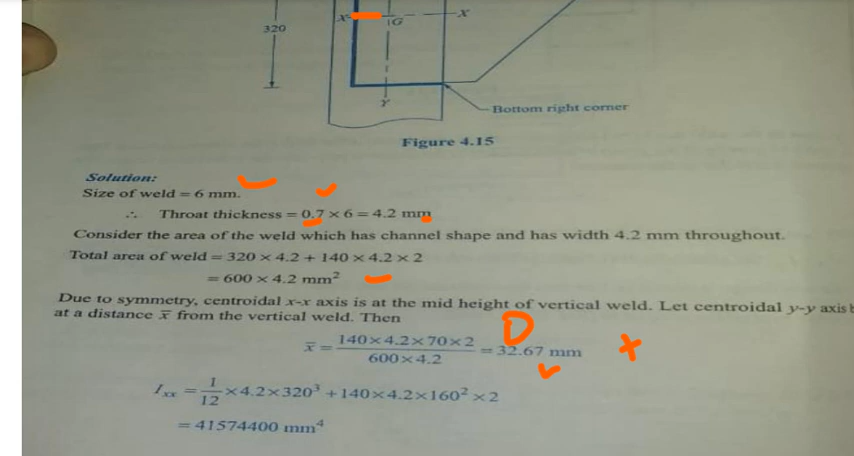 320
X
G
X
Y
Bottom right corner
Figure 4.15
Solution:
Size of weld = 6 mm.
∴ Throat thickness = 0.7 × 6 = 4.2 mm
Consider the area of the weld which has channel shape and has width 4.2 mm throughout.
Total area of weld = 320 × 4.2 + 140 × 4.2 × 2
= 600 × 4.2 mm²
Due to symmetry, centroidal x-x axis is at the mid height of vertical weld. Let centroidal y-y axis
at a distance x̅ from the vertical weld. Then
x̅ = 140×4.2×70×2 / 600×4.2 = 32.67 mm
Ixx = 1/12 ×4.2×320³ +140×4.2×160² ×2
= 41574400 mm⁴